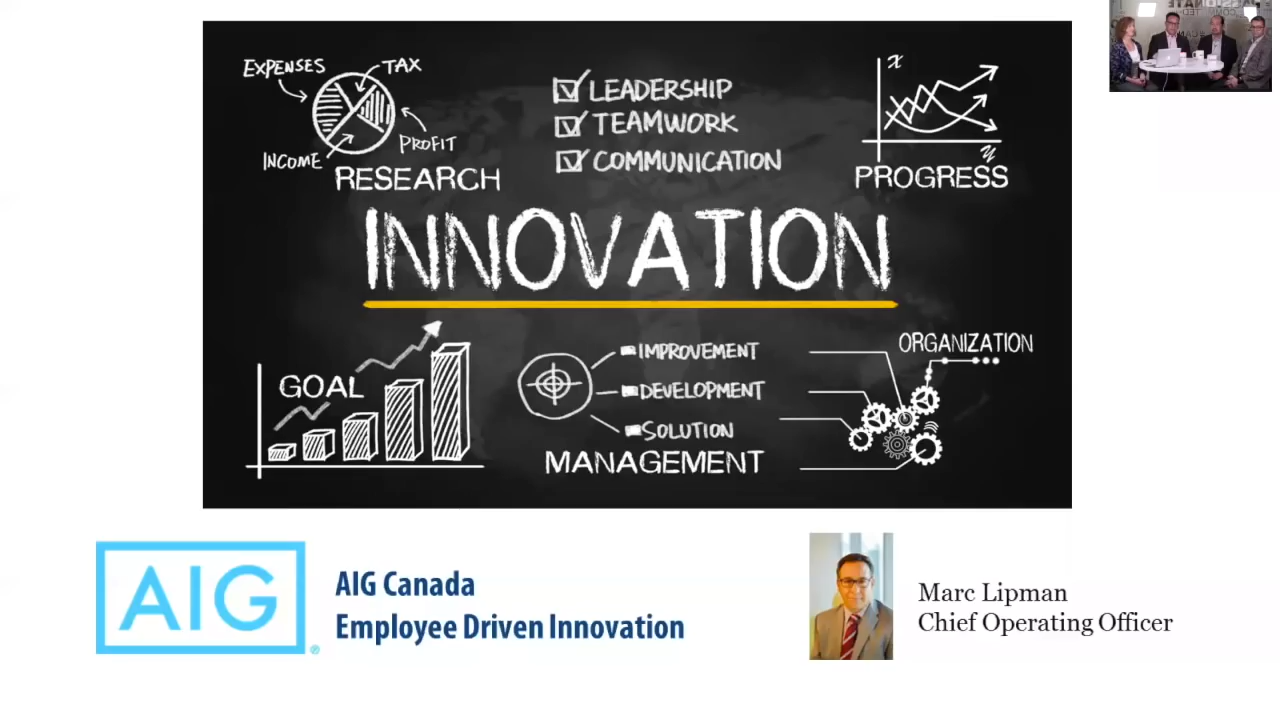 EXPENSES
TAX
INCOME
PROFIT
RESEARCH
LEADERSHIP
TEAMWORK
COMMUNICATION
x
y
PROGRESS
INNOVATION
GOAL
IMPROVEMENT
DEVELOPMENT
SOLUTION
MANAGEMENT
ORGANIZATION
AIG
®
AIG Canada
Employee Driven Innovation
Marc Lipman
Chief Operating Officer